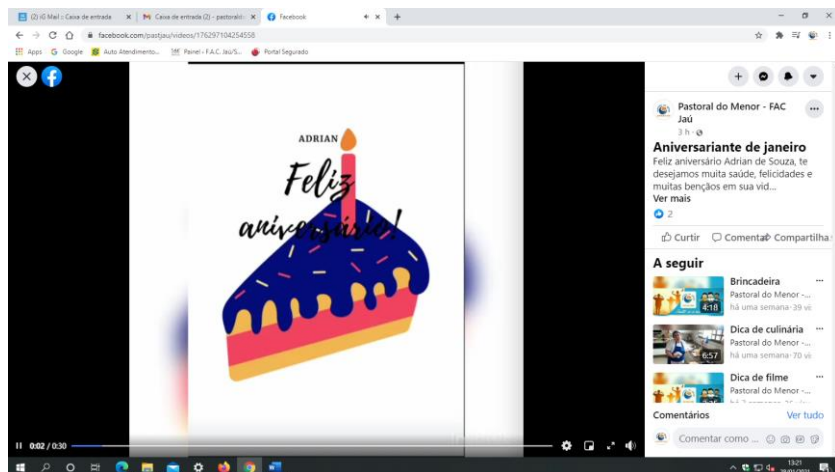 (2) iG Mail :: Caixa de entrada
Caixa de entrada (2) - pastoraldo
Facebook
facebook.com/pastjau/videos/176297104254558
Apps
Google
Auto Atendimento...
Painel - F.A.C. Jaú/S...
Portal Segurado
ADRIAN
Feliz
aniversário!
0:02 / 0:30
Pastoral do Menor - FAC
Jaú
3 h
Aniversariante de janeiro
Feliz aniversário Adrian de Souza, te
desejamos muita saúde, felicidades e
muitas bençãos em sua vid...
Ver mais
2
Curtir
Comentar
Compartilhar
A seguir
Brincadeira
Pastoral do Menor -...
há uma semana·39 vi
4:18
Dica de culinária
Pastoral do Menor -...
há uma semana·70 vi
6:57
Dica de filme
Pastoral do Menor -...
Comentários
Ver tudo
Comentar como ...
13:21